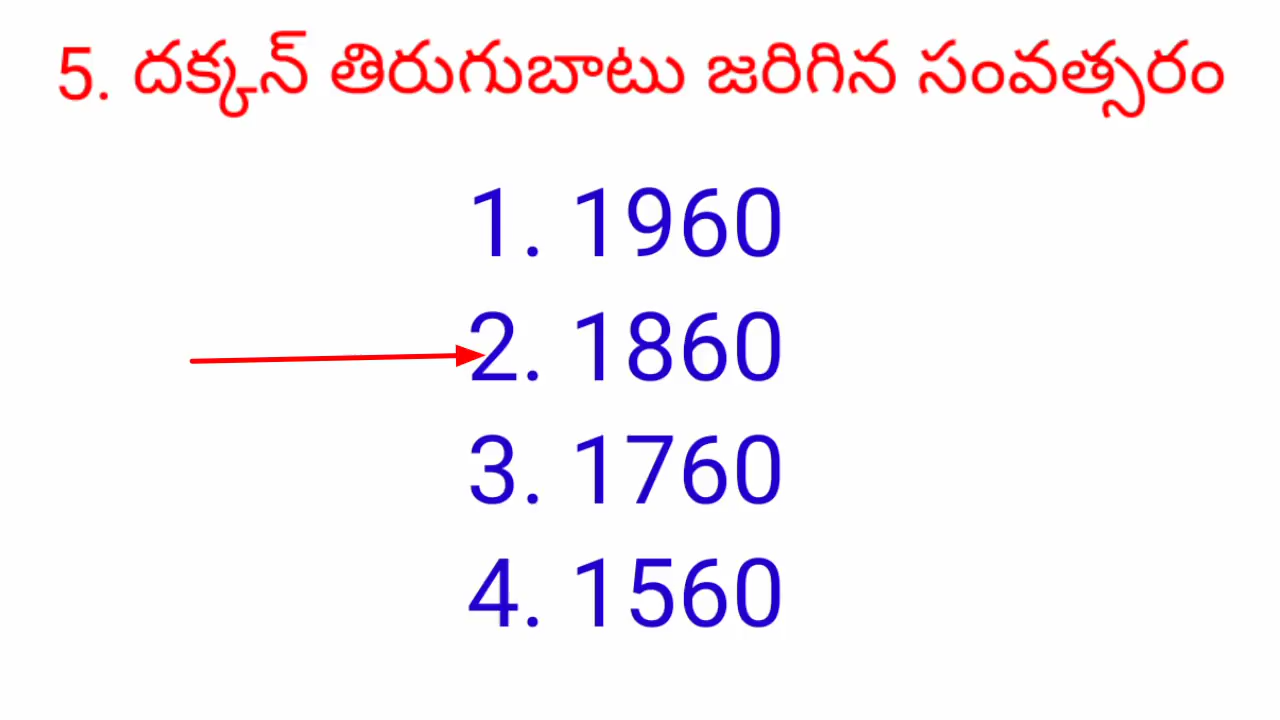 5. దక్కన్ తిరుగుబాటు జరిగిన సంవత్సరం
1. 1960
2. 1860
3. 1760
4. 1560